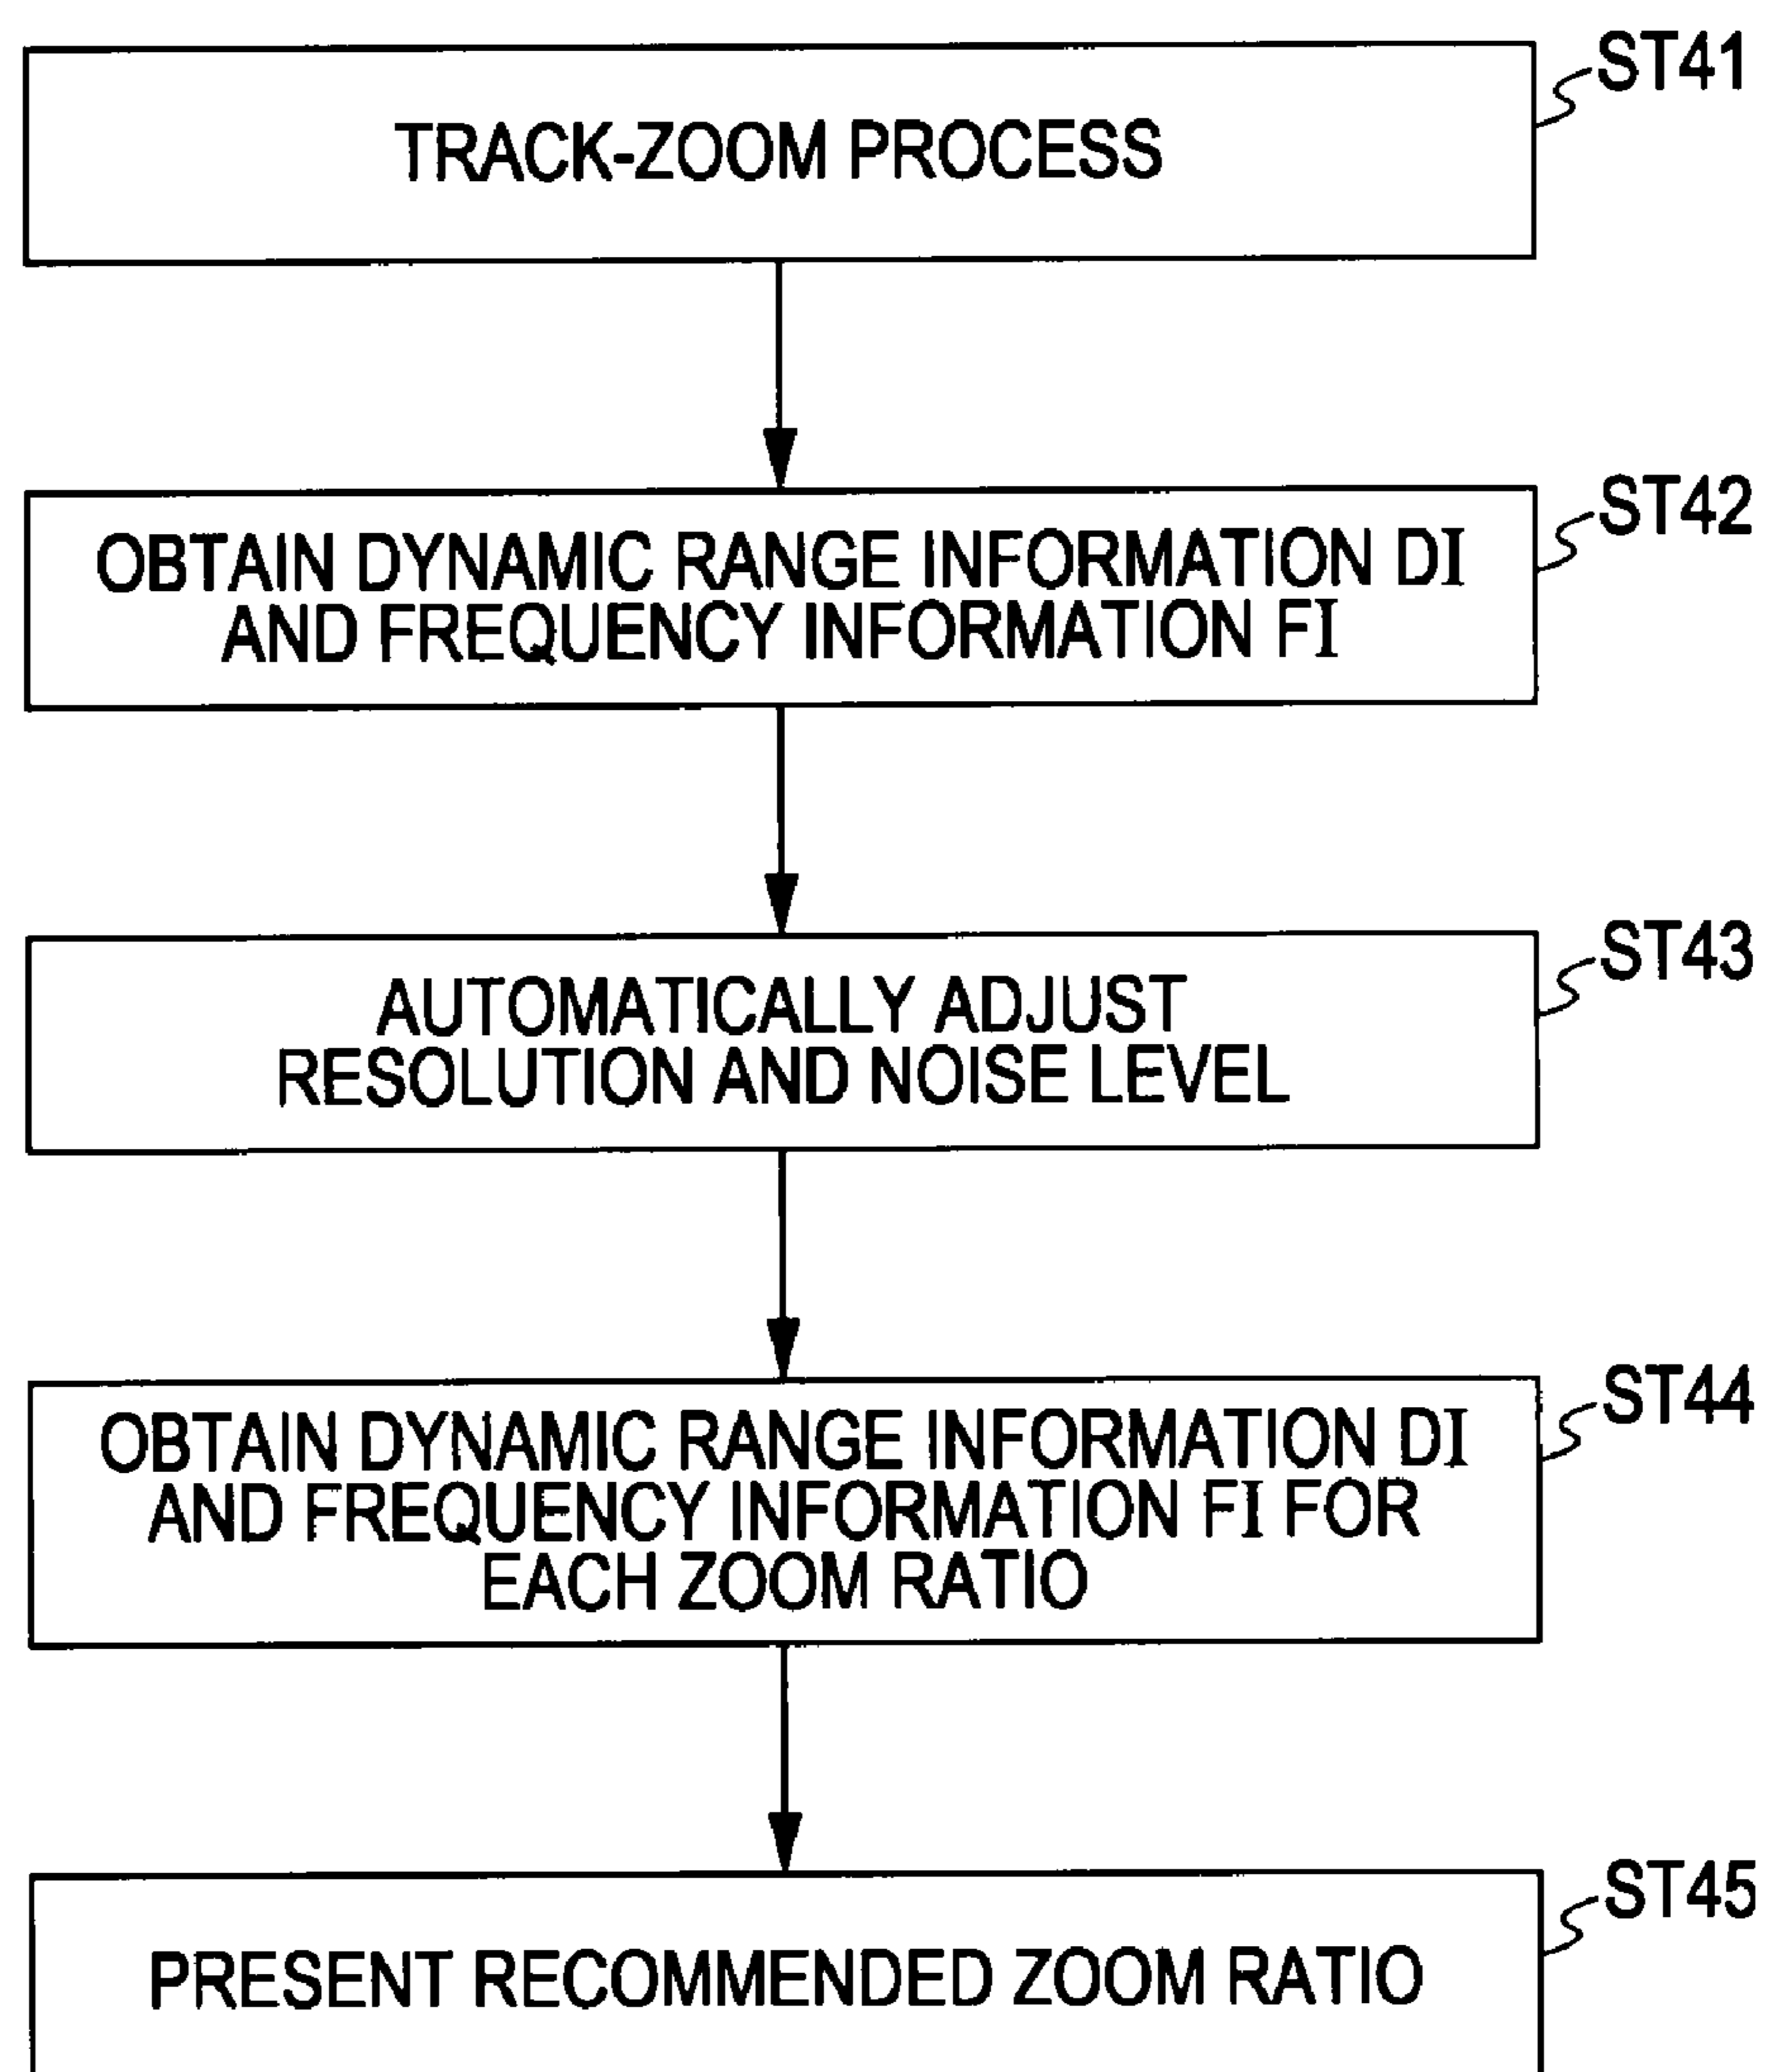 ST41
TRACK-ZOOM PROCESS
ST42
OBTAIN DYNAMIC RANGE INFORMATION DI
AND FREQUENCY INFORMATION FI
ST43
AUTOMATICALLY ADJUST
RESOLUTION AND NOISE LEVEL
ST44
OBTAIN DYNAMIC RANGE INFORMATION DI
AND FREQUENCY INFORMATION FI FOR
EACH ZOOM RATIO
ST45
PRESENT RECOMMENDED ZOOM RATIO